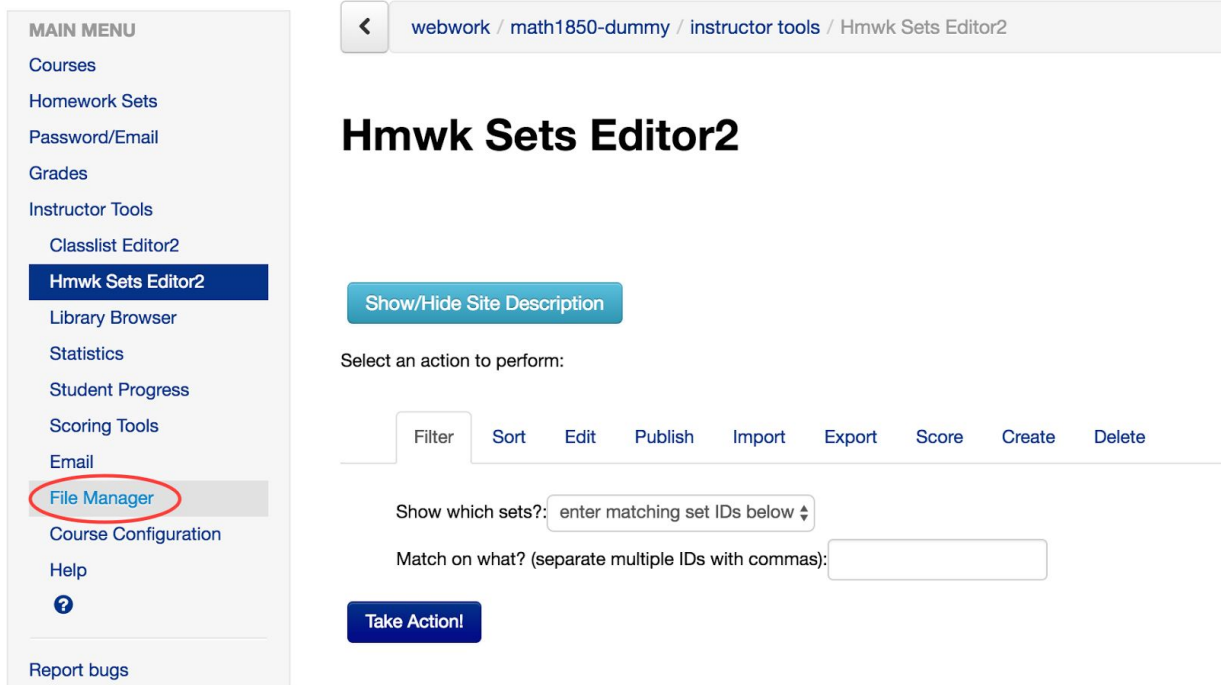 MAIN MENU
Courses
Homework Sets
Password/Email
Grades
Instructor Tools
Classlist Editor2
Hmwk Sets Editor2
Library Browser
Statistics
Student Progress
Scoring Tools
Email
File Manager
Course Configuration
Help
?
Report bugs
webwork / math1850-dummy / instructor tools / Hmwk Sets Editor2
Hmwk Sets Editor2
Show/Hide Site Description
Select an action to perform:
Filter Sort Edit Publish Import Export Score Create Delete
Show which sets?: enter matching set IDs below
Match on what? (separate multiple IDs with commas):
Take Action!